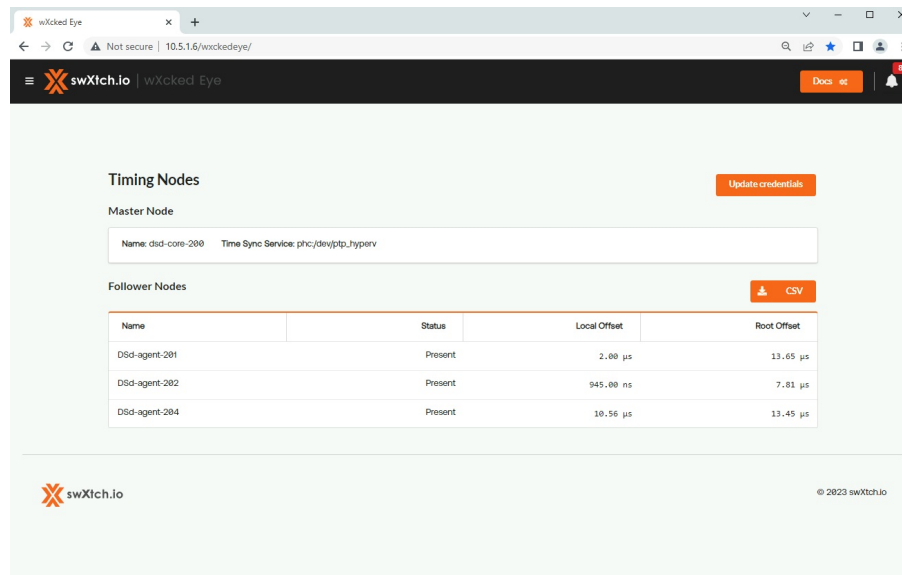 wXcked Eye
Not secure | 10.5.1.6/wxckedeye/
swXtch.io | wXcked Eye
Docs
8
Timing Nodes
Update credentials
Master Node
Name: dsd-core-200 Time Sync Service: phc:/dev/ptp_hyperv
Follower Nodes
CSV
Name Status Local Offset Root Offset
DSd-agent-201 Present 2.00 µs 13.65 µs
DSd-agent-202 Present 945.00 ns 7.81 µs
DSd-agent-204 Present 10.56 µs 13.45 µs
swXtch.io
© 2023 swXtch.io